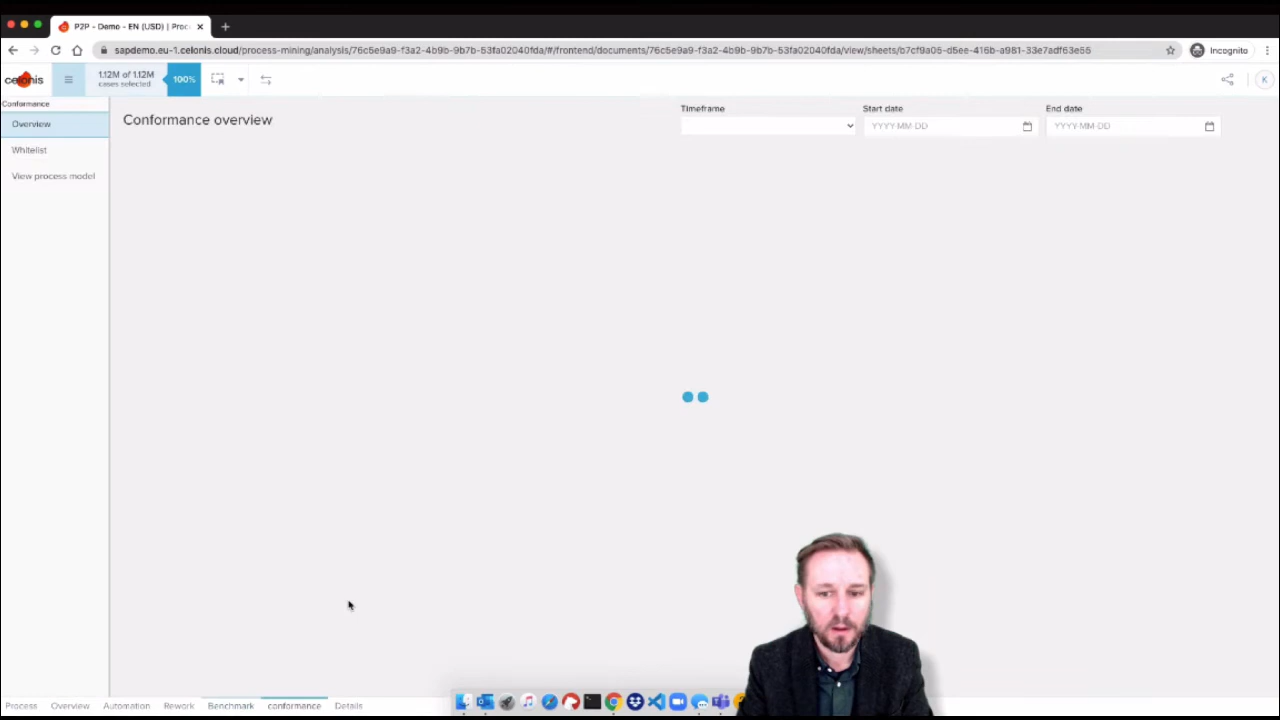 P2P - Demo - EN (USD) | Proc
sapdemo.eu-1.celonis.cloud/process-mining/analysis/76c5e9a9-f3a2-4b9b-9b7b-53fa02040fda/#/frontend/documents/76c5e9a9-f3a2-4b9b-9b7b-53fa02040fda/view/sheets/b7cf9a05-d5ee-416b-a981-33e7adf63e55
Incognito
celonis
1.12M of 1.12M
cases selected
100%
K
Conformance
Overview
Whitelist
View process model
Conformance overview
Timeframe
Start date
End date
YYYY-MM-DD
YYYY-MM-DD
Process
Overview
Automation
Rework
Benchmark
conformance
Details